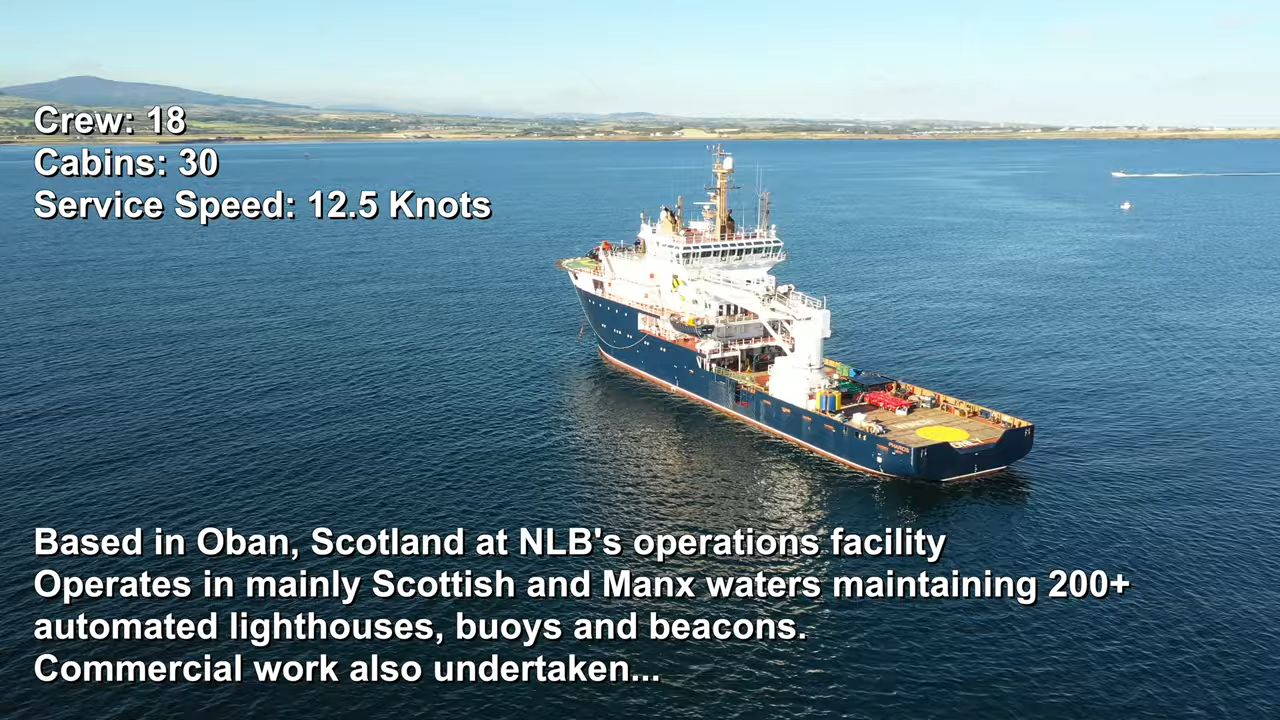 Crew: 18
Cabins: 30
Service Speed: 12.5 Knots
PHAROS
Based in Oban, Scotland at NLB's operations facility
Operates in mainly Scottish and Manx waters maintaining 200+
automated lighthouses, buoys and beacons.
Commercial work also undertaken...